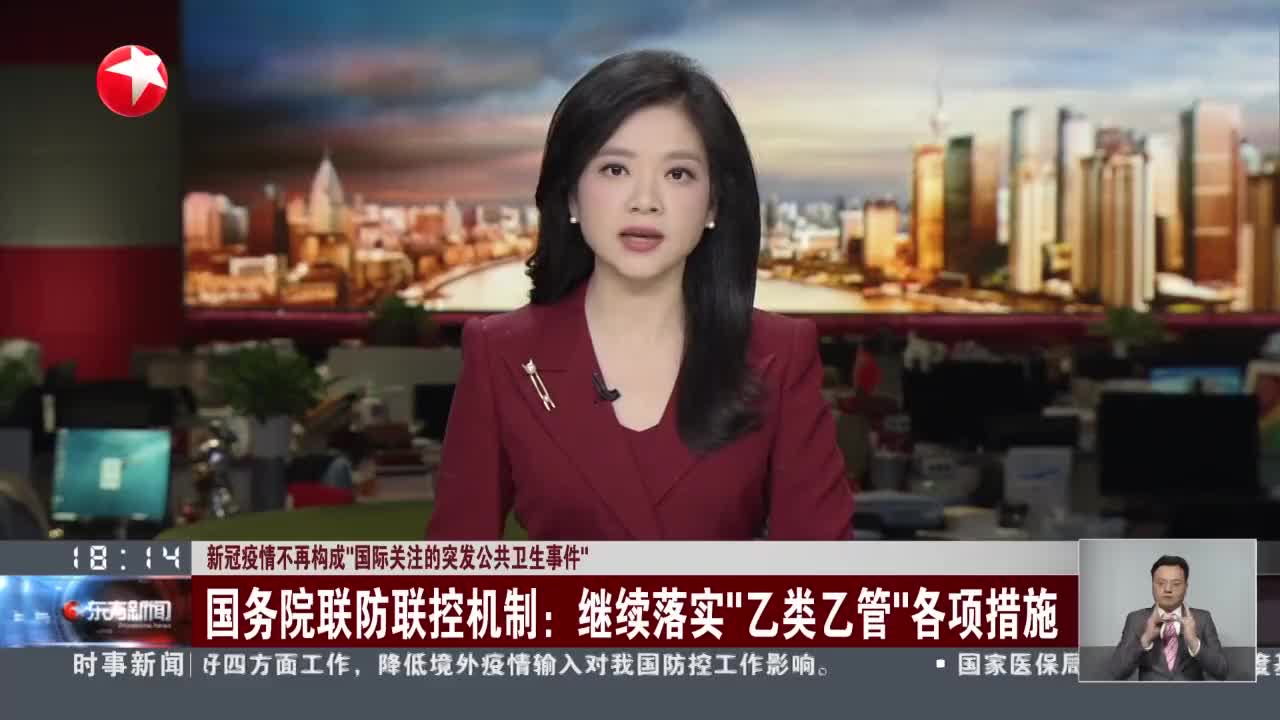 18:14
新冠疫情不再构成"国际关注的突发公共卫生事件"
东方新闻
国务院联防联控机制：继续落实"乙类乙管"各项措施
时事新闻
好四方面工作，降低境外疫情输入对我国防控工作影响。 ▪ 国家医保局